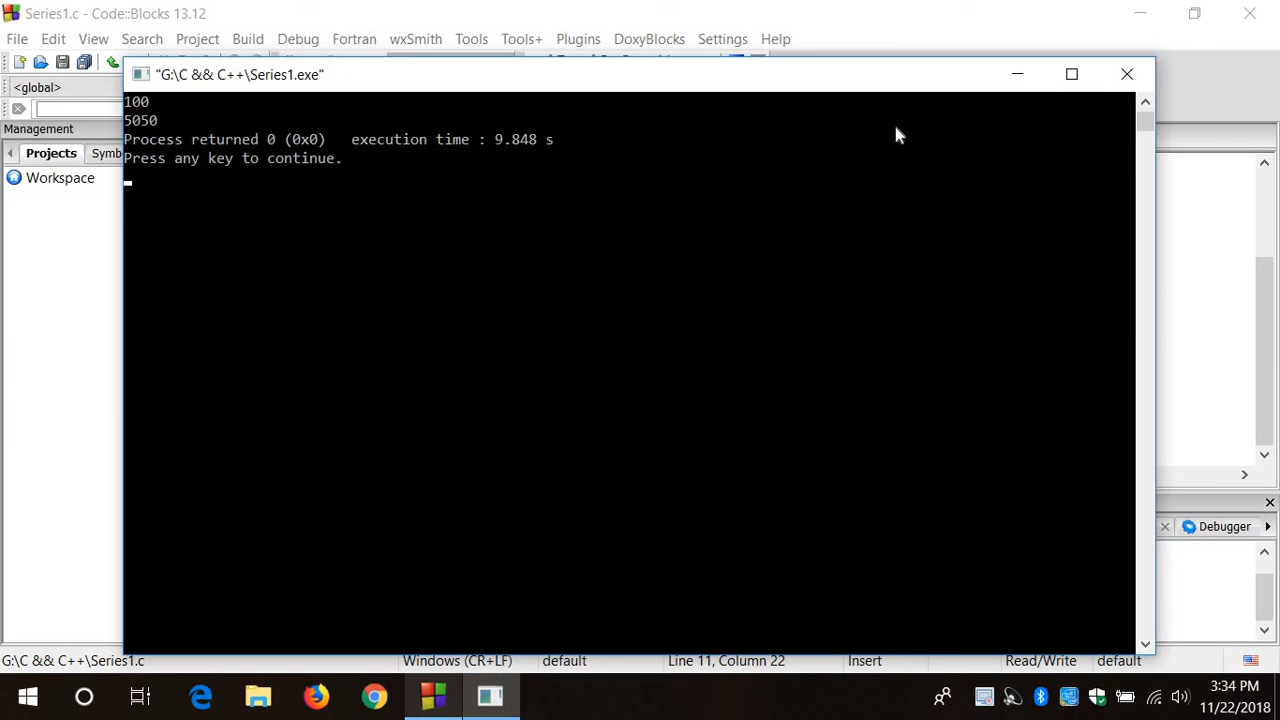 Series1.c - Code::Blocks 13.12
File Edit View Search Project Build Debug Fortran wxSmith Tools Tools+ Plugins DoxyBlocks Settings Help
"G:\C && C++\Series1.exe"
<global>
100
5050
Process returned 0 (0x0)   execution time : 9.848 s
Press any key to continue.
Management
Projects Symb
Workspace
Debugger
G:\C && C++\Series1.c Windows (CR+LF) default Line 11, Column 22 Insert Read/Write default
3:34 PM
11/22/2018